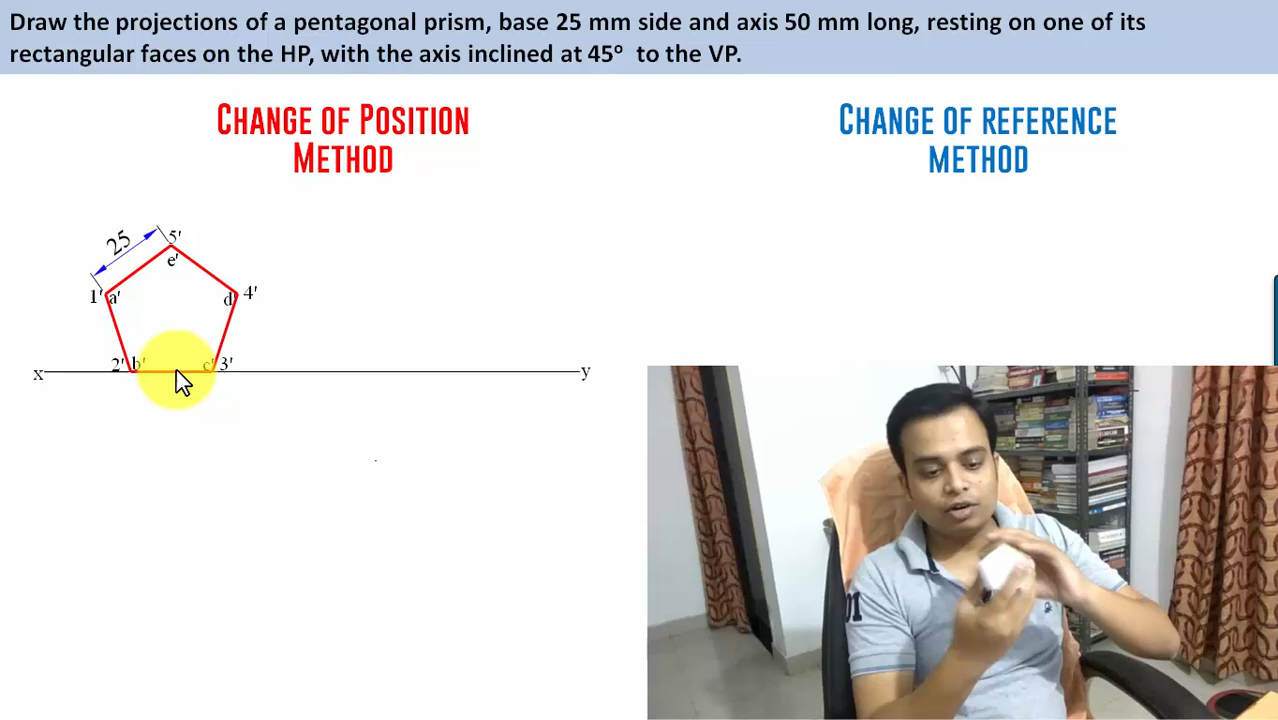 Draw the projections of a pentagonal prism, base 25 mm side and axis 50 mm long, resting on one of its
rectangular faces on the HP, with the axis inclined at 45° to the VP.
CHANGE OF POSITION
METHOD
CHANGE OF REFERENCE
METHOD
25
5'
e'
1' a'
d' 4'
2' b'
c' 3'
x
y
01